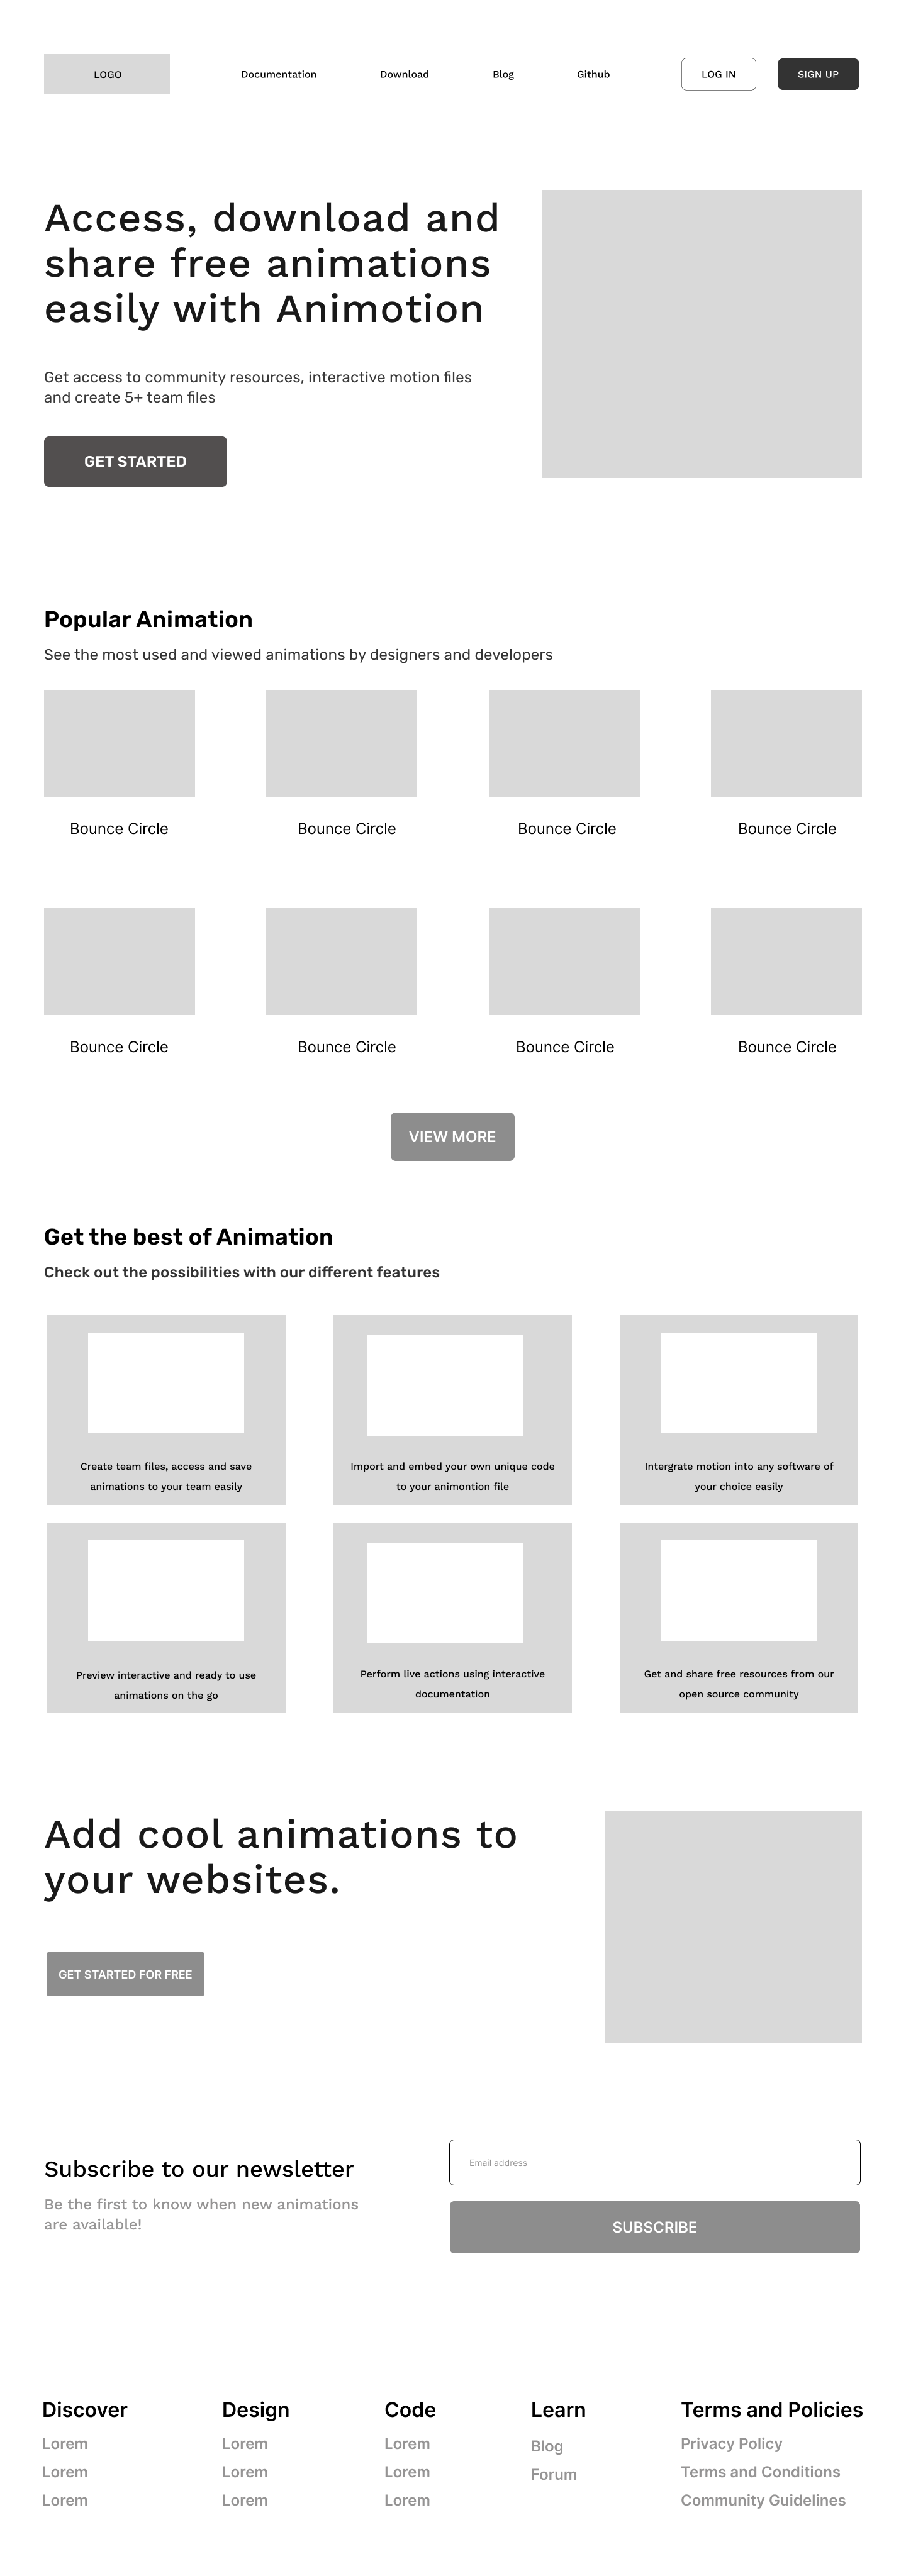 LOGO
Documentation
Download
Blog
Github
LOG IN
SIGN UP
Access, download and
share free animations
easily with Animotion
Get access to community resources, interactive motion files
and create 5+ team files
GET STARTED
Popular Animation
See the most used and viewed animations by designers and developers
Bounce Circle
Bounce Circle
Bounce Circle
Bounce Circle
Bounce Circle
Bounce Circle
Bounce Circle
Bounce Circle
VIEW MORE
Get the best of Animation
Check out the possibilities with our different features
Create team files, access and save
animations to your team easily
Import and embed your own unique code
to your animontion file
Intergrate motion into any software of
your choice easily
Preview interactive and ready to use
animations on the go
Perform live actions using interactive
documentation
Get and share free resources from our
open source community
Add cool animations to
your websites.
GET STARTED FOR FREE
Subscribe to our newsletter
Be the first to know when new animations
are available!
Email address
SUBSCRIBE
Discover
Lorem
Lorem
Lorem
Design
Lorem
Lorem
Lorem
Code
Lorem
Lorem
Lorem
Learn
Blog
Forum
Terms and Policies
Privacy Policy
Terms and Conditions
Community Guidelines